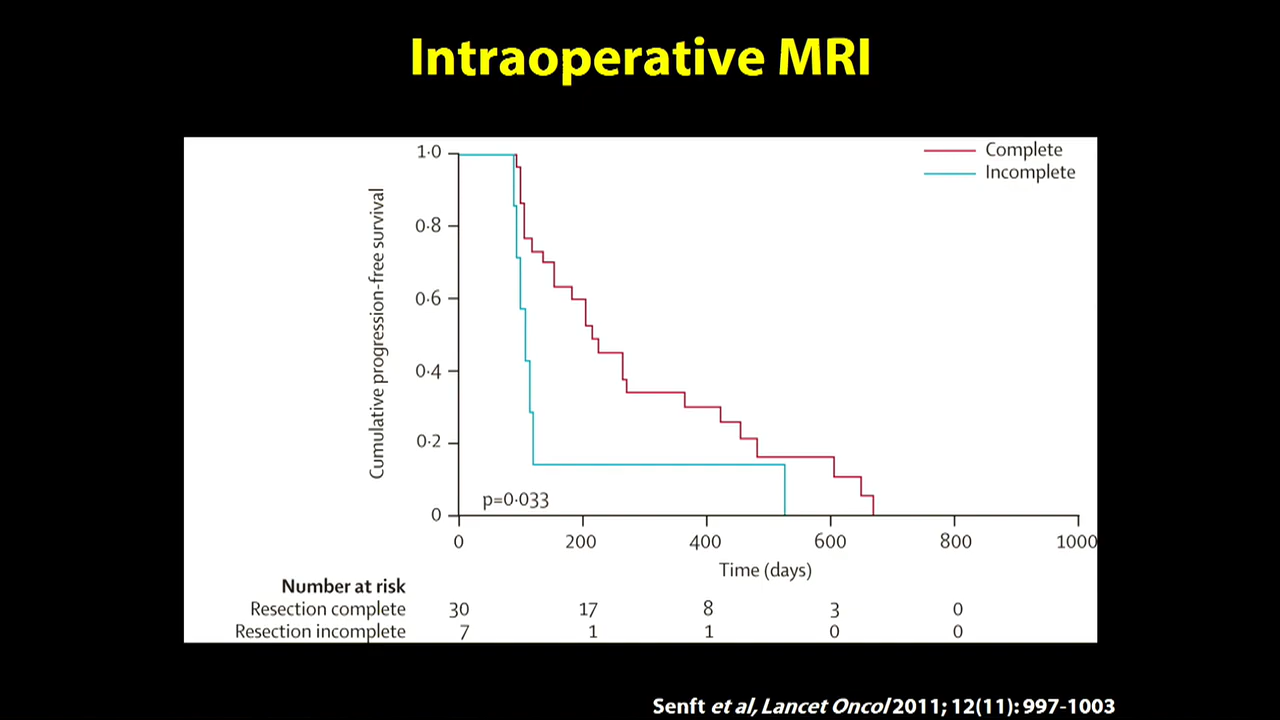 Intraoperative MRI
Complete
Incomplete
Cumulative progression-free survival
1·0
0·8
0·6
0·4
0·2
0
p=0·033
0 200 400 600 800 1000
Time (days)
Number at risk
Resection complete 30 17 8 3 0
Resection incomplete 7 1 1 0 0
Senft et al, Lancet Oncol 2011; 12(11): 997-1003